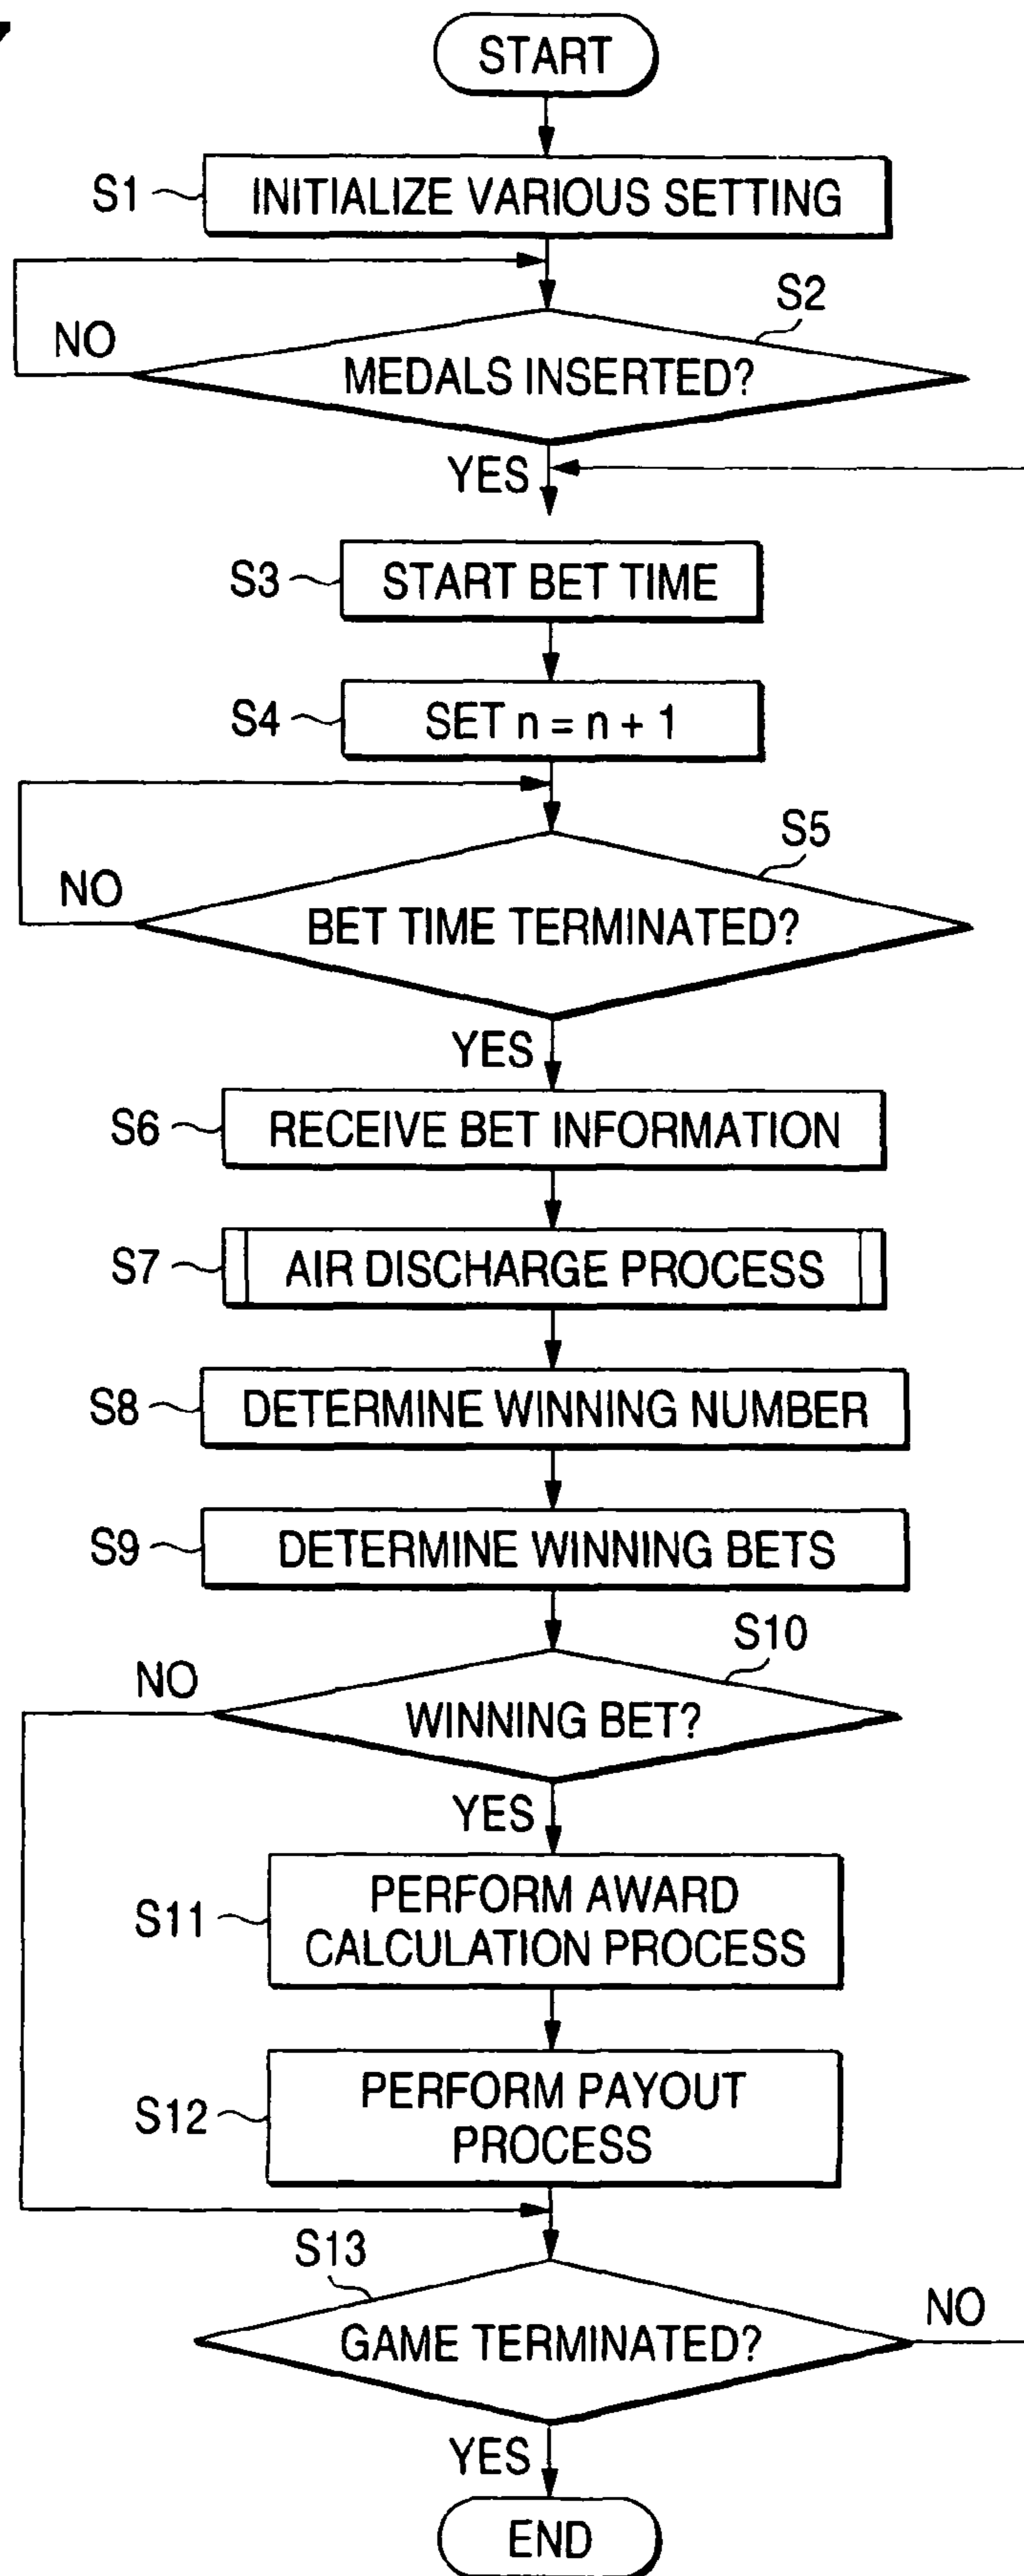 START
S1
INITIALIZE VARIOUS SETTING
S2
NO
MEDALS INSERTED?
YES
S3
START BET TIME
S4
SET n = n + 1
S5
NO
BET TIME TERMINATED?
YES
S6
RECEIVE BET INFORMATION
S7
AIR DISCHARGE PROCESS
S8
DETERMINE WINNING NUMBER
S9
DETERMINE WINNING BETS
S10
NO
WINNING BET?
YES
S11
PERFORM AWARD
CALCULATION PROCESS
S12
PERFORM PAYOUT
PROCESS
S13
NO
GAME TERMINATED?
YES
END